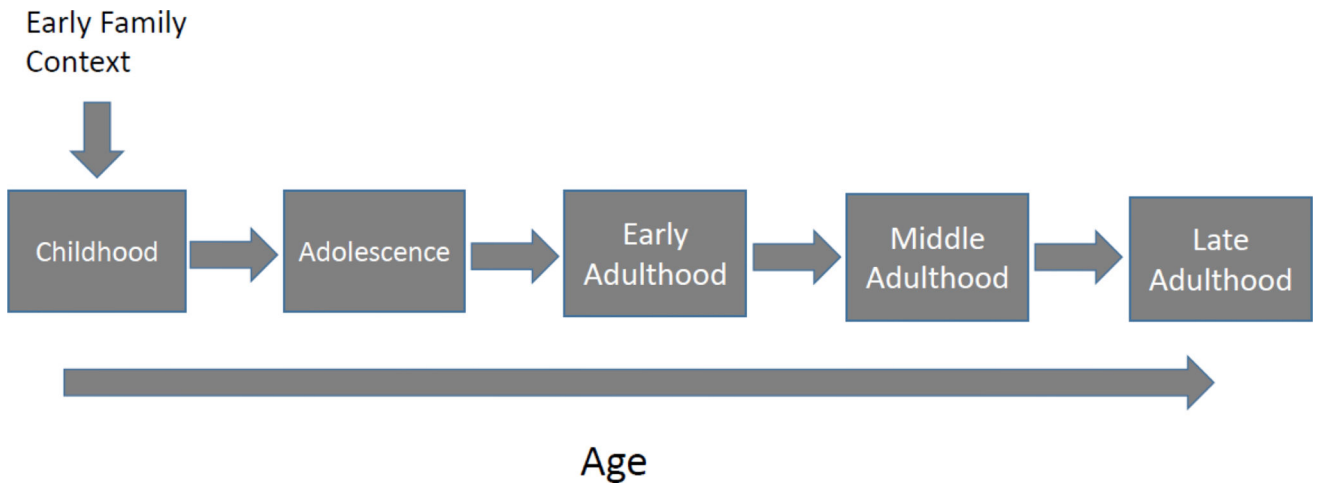 Early Family
Context
Childhood
Adolescence
Early
Adulthood
Middle
Adulthood
Late
Adulthood
Age